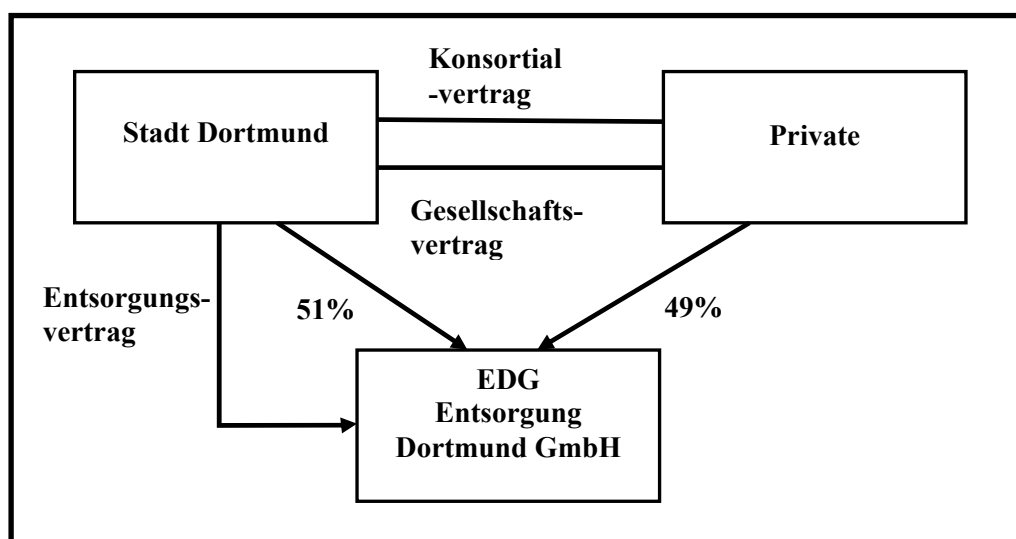 Konsortial
-vertrag
Stadt Dortmund
Private
Gesellschafts-
vertrag
Entsorgungs-
vertrag
51%
49%
EDG
Entsorgung
Dortmund GmbH